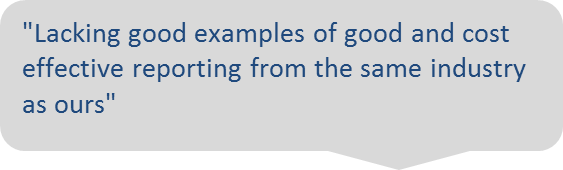 "Lacking good examples of good and cost
effective reporting from the same industry
as ours"